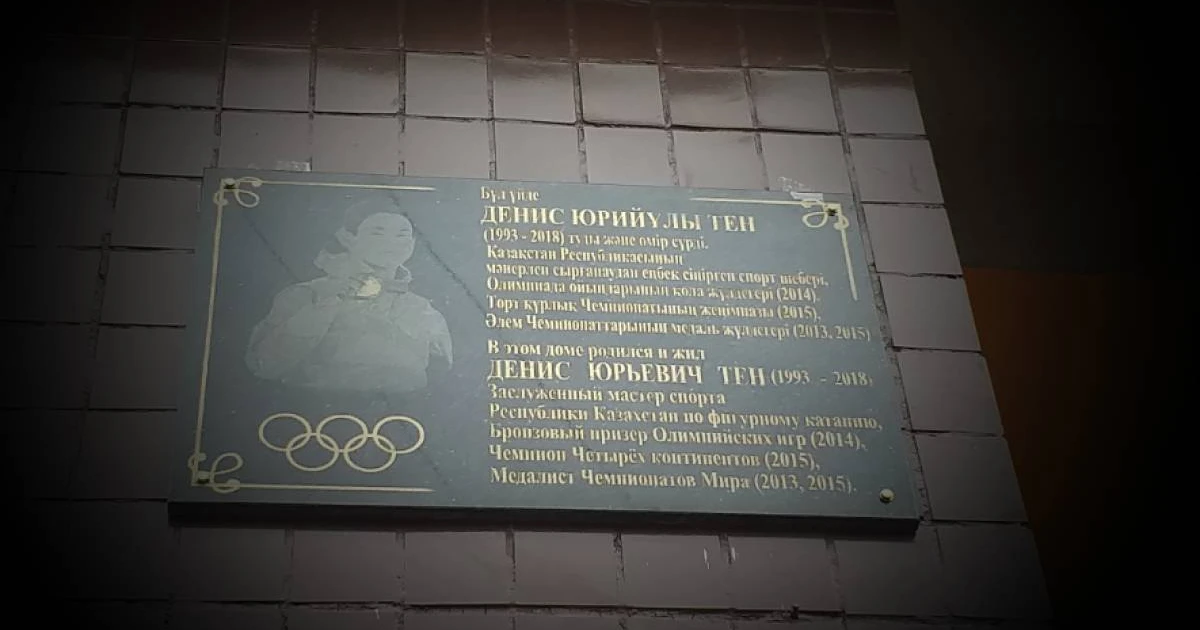 Бұл үйде
ДЕНИС ЮРИЙҰЛЫ ТЕН
(1993 - 2018) туды және өмір сүрді.
Қазақстан Республикасының
мәнерлеп сырғанаудан еңбек сіңірген спорт шебері,
Олимпиада ойындарының қола жүлдегері (2014).
Төрт құрлық Чемпионатының жеңімпазы (2015),
Әлем Чемпионаттарының медаль жүлдегері (2013, 2015)
В этом доме родился и жил
ДЕНИС ЮРЬЕВИЧ ТЕН (1993 - 2018)
Заслуженный мастер спорта
Республики Казахстан по фигурному катанию,
Бронзовый призер Олимпийских игр (2014),
Чемпион Четырёх континентов (2015),
Медалист Чемпионатов Мира (2013, 2015).